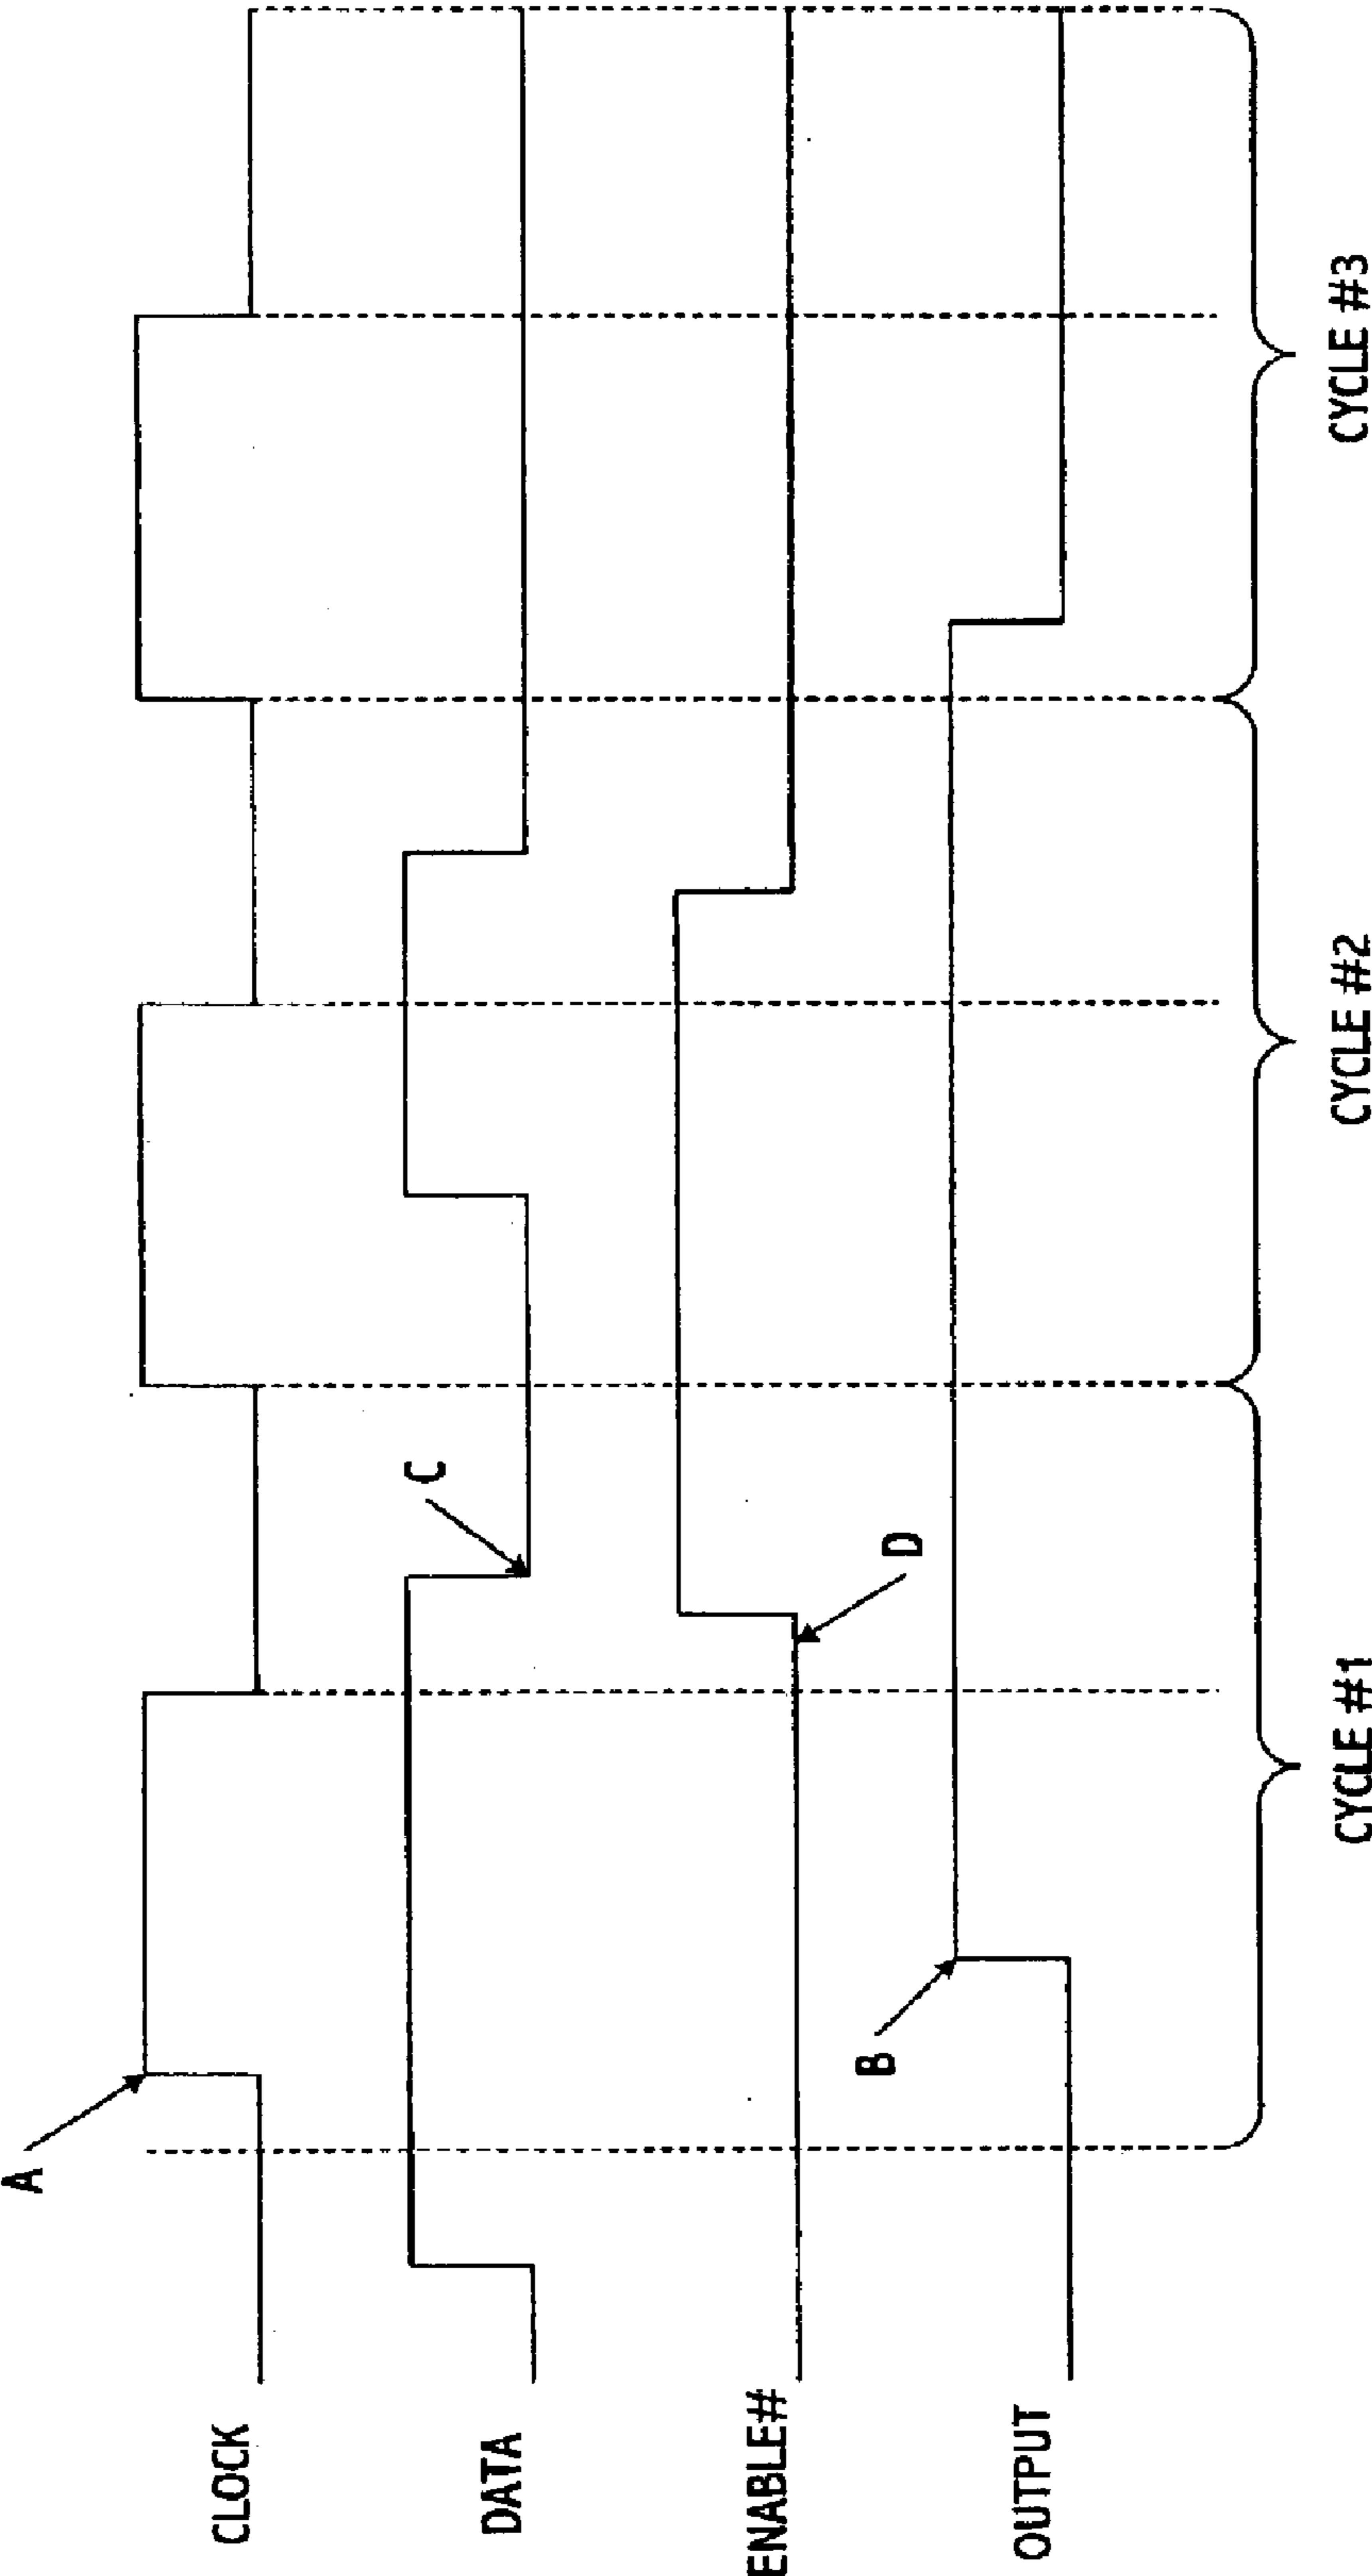 A
CLOCK
C
DATA
D
ENABLE#
B
OUTPUT
CYCLE #1
CYCLE #2
CYCLE #3